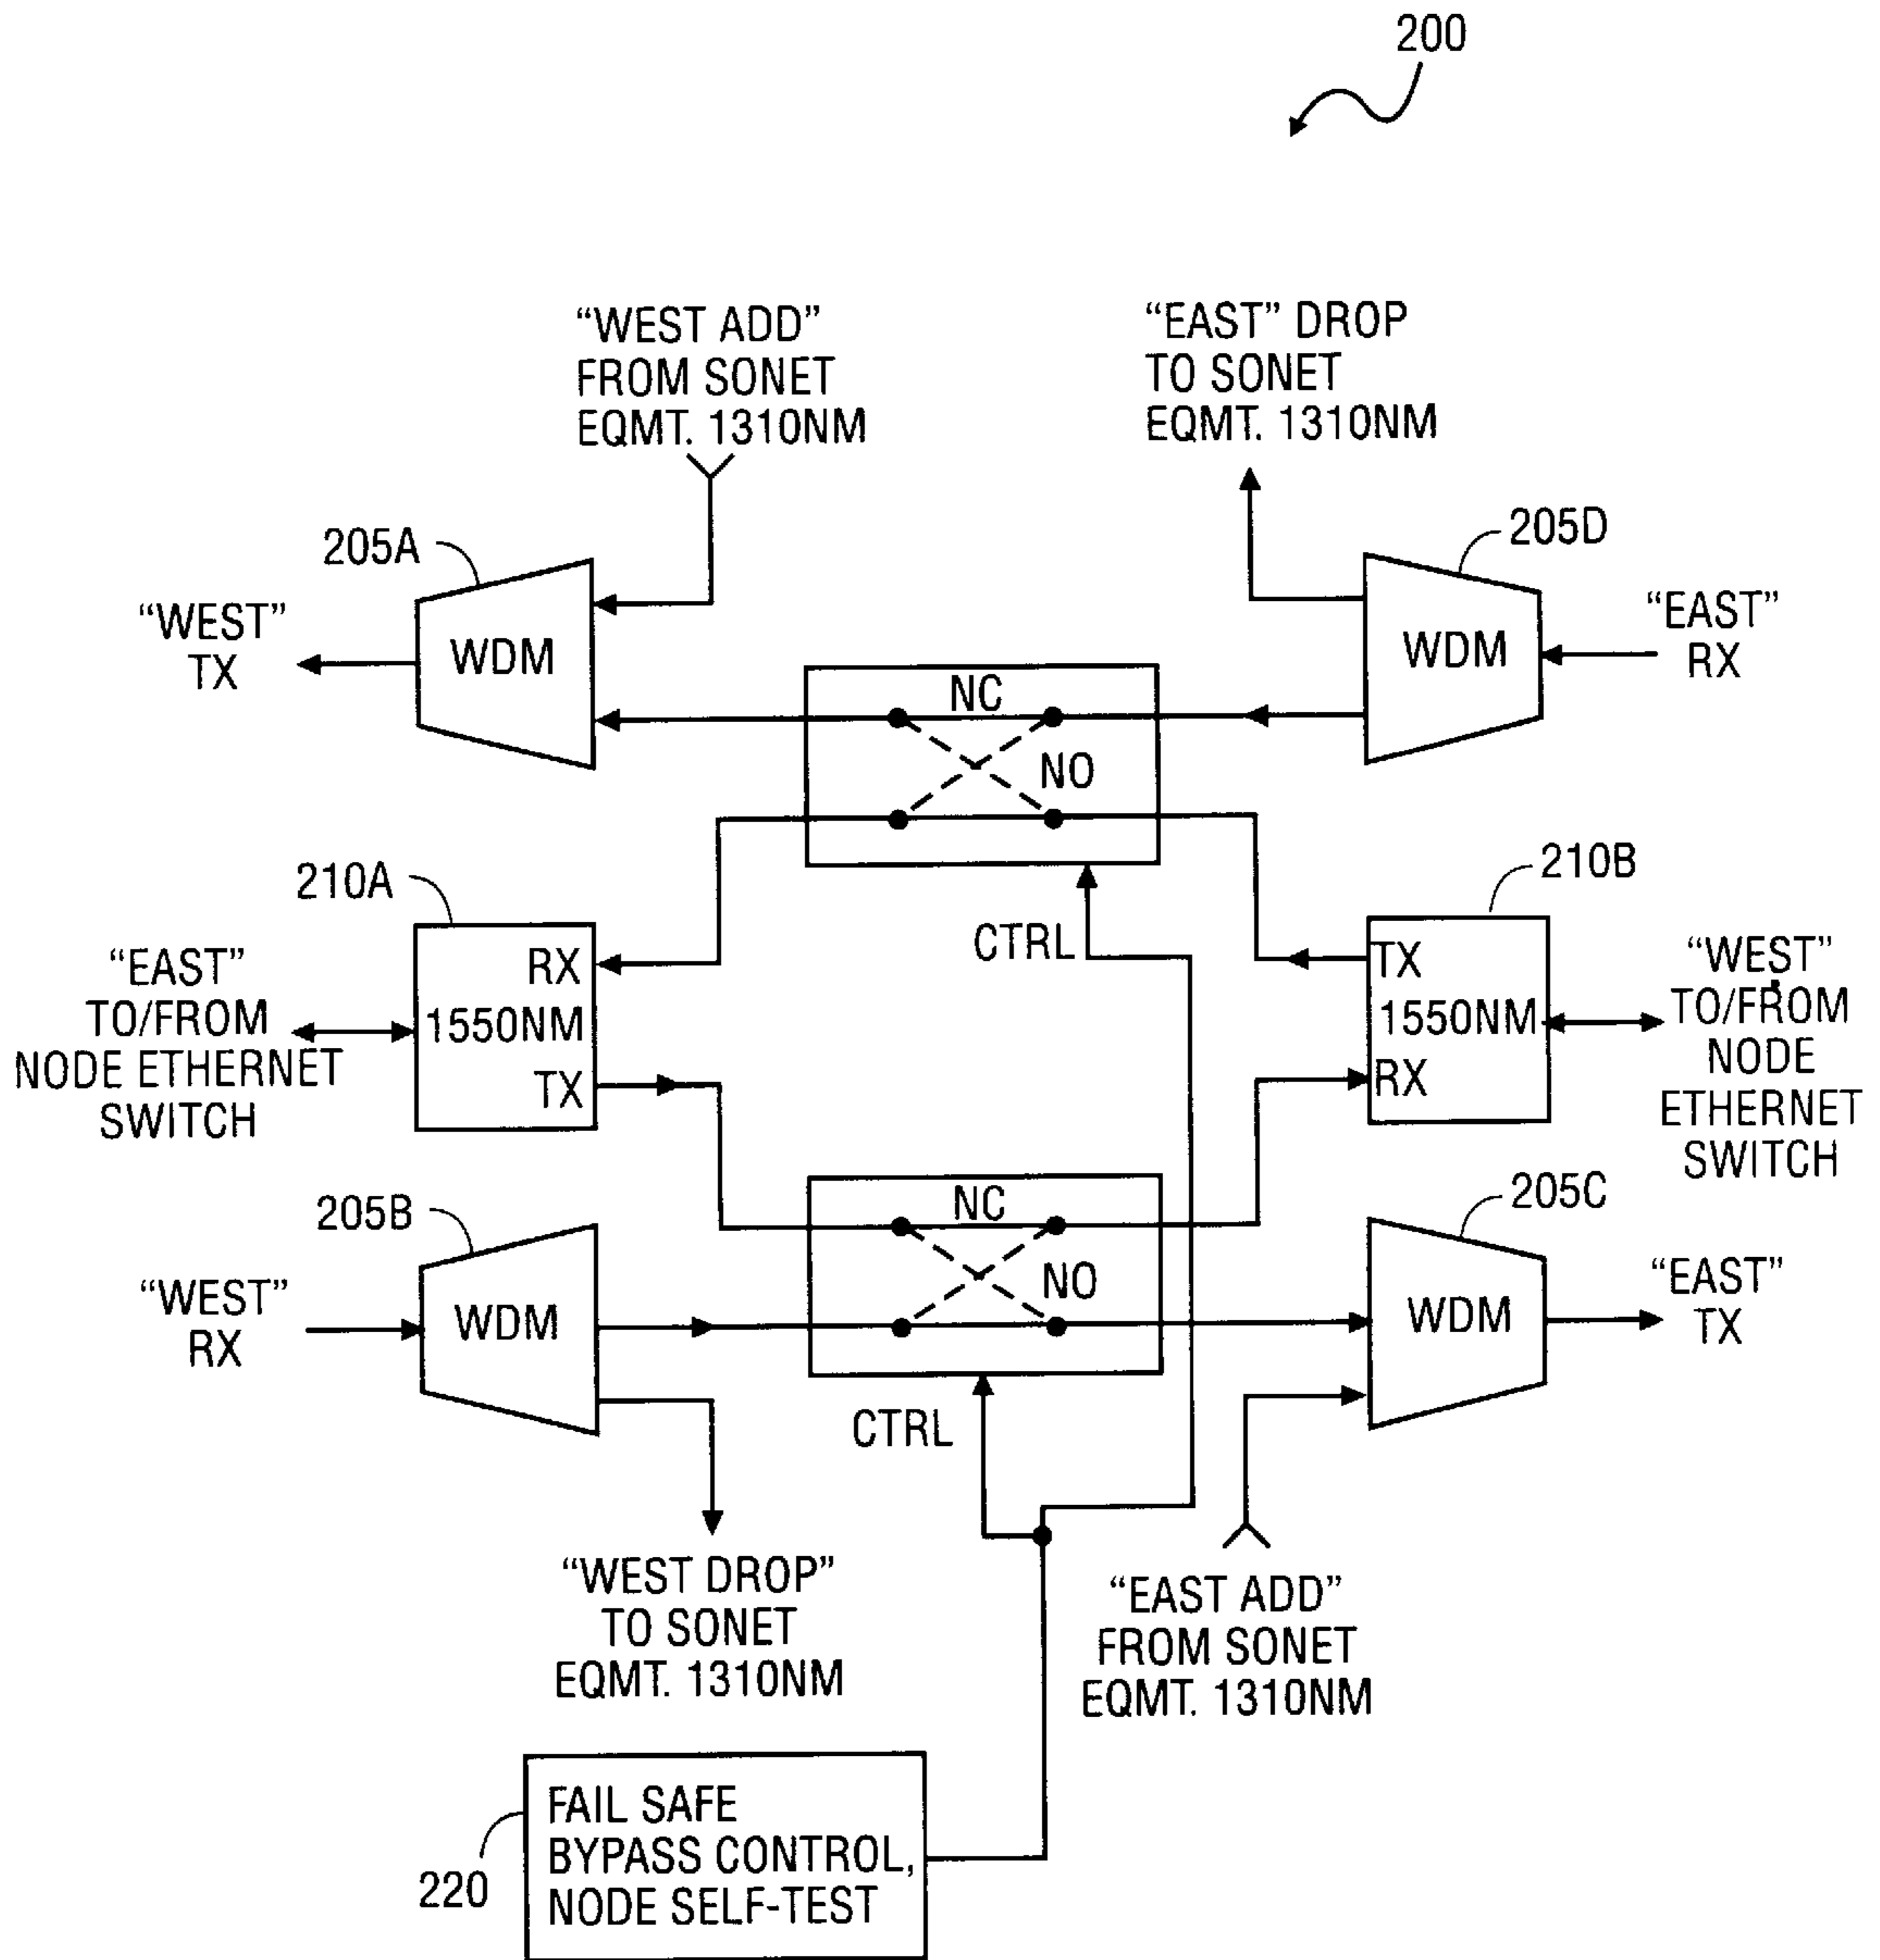 200
“WEST ADD”
FROM SONET
EQMT. 1310NM
“EAST” DROP
TO SONET
EQMT. 1310NM
205A
205D
“WEST”
TX
WDM
WDM
“EAST”
RX
NC
NO
210A
210B
CTRL
“EAST”
TO/FROM
NODE ETHERNET
SWITCH
RX
1550NM
TX
TX
1550NM
RX
“WEST”
TO/FROM
NODE
ETHERNET
SWITCH
205B
205C
“WEST”
RX
WDM
NC
NO
WDM
“EAST”
TX
CTRL
“WEST DROP”
TO SONET
EQMT. 1310NM
“EAST ADD”
FROM SONET
EQMT. 1310NM
220
FAIL SAFE
BYPASS CONTROL,
NODE SELF-TEST